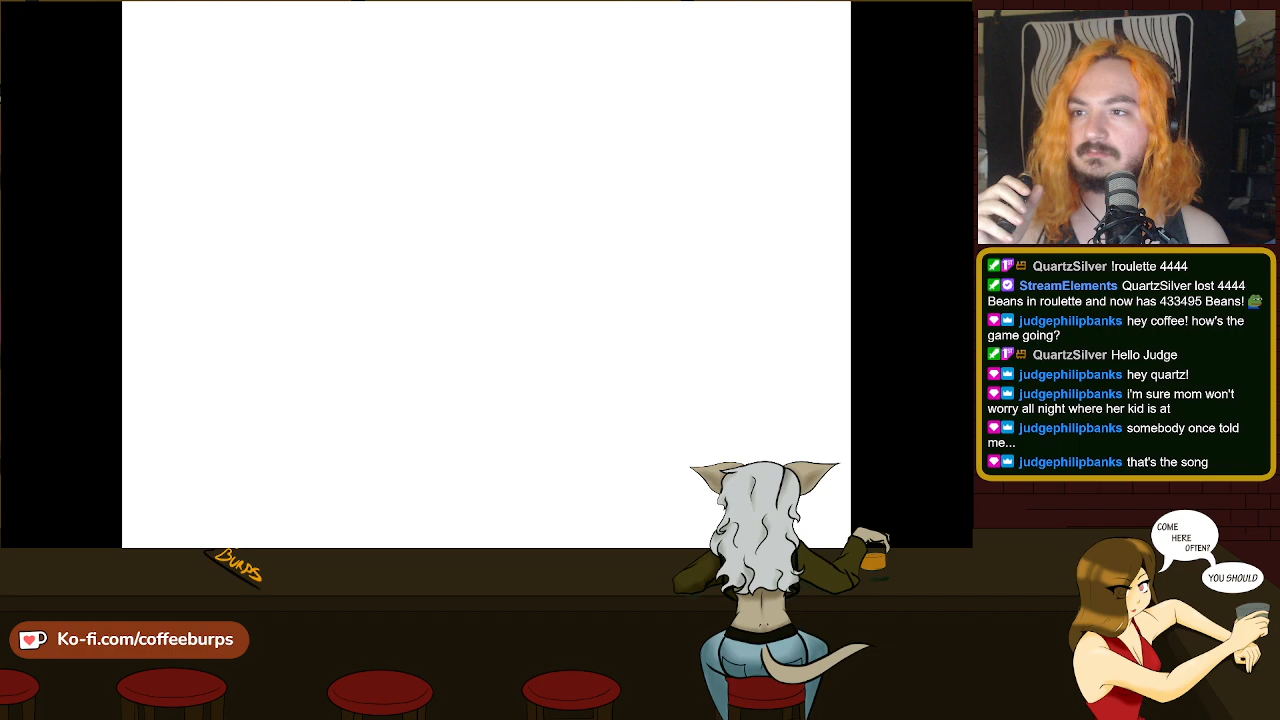 QuartzSilver !roulette 4444
StreamElements QuartzSilver lost 4444
Beans in roulette and now has 433495 Beans!
judgephilipbanks hey coffee! how's the
game going?
QuartzSilver Hello Judge
judgephilipbanks hey quartz!
judgephilipbanks i'm sure mom won't
worry all night where her kid is at
judgephilipbanks somebody once told
me...
judgephilipbanks that's the song
COME
HERE
OFTEN?
YOU SHOULD
BURPS
Ko-fi.com/coffeeburps